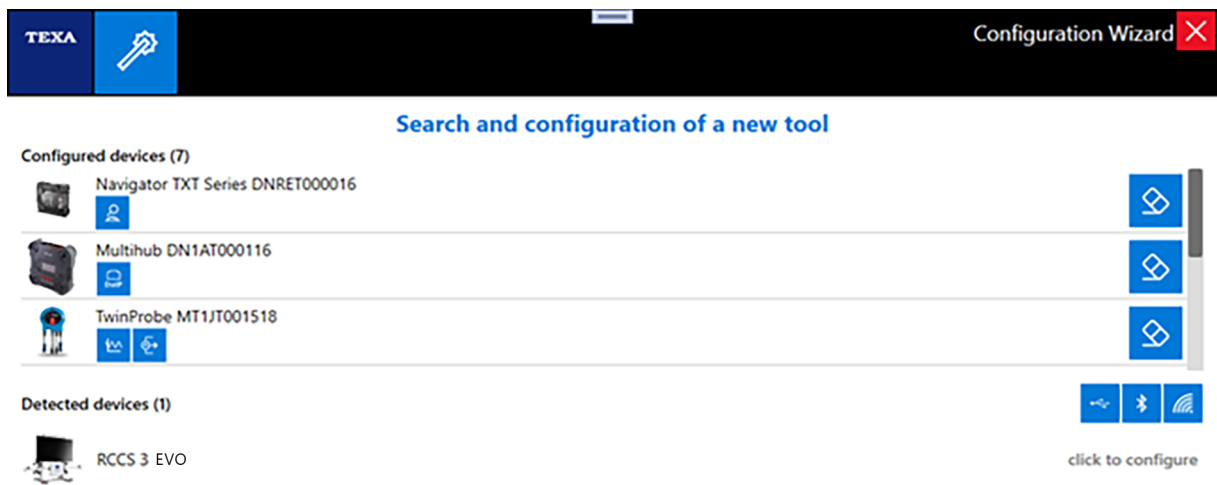 TEXA
Configuration Wizard
Search and configuration of a new tool
Configured devices (7)
Navigator TXT Series DNRET000016
Multihub DN1AT000116
DoIP
TwinProbe MT1JT001518
Detected devices (1)
RCCS 3 EVO
click to configure